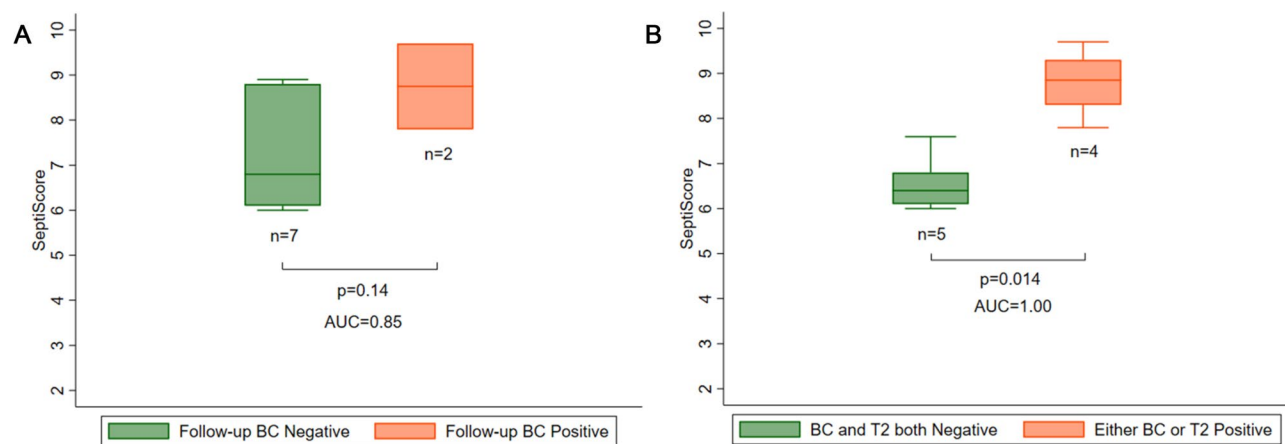 A
SeptiScore
10
9
8
7
6
5
4
3
2
n=7
n=2
p=0.14
AUC=0.85
Follow-up BC Negative
Follow-up BC Positive
B
SeptiScore
10
9
8
7
6
5
4
3
2
n=5
n=4
p=0.014
AUC=1.00
BC and T2 both Negative
Either BC or T2 Positive